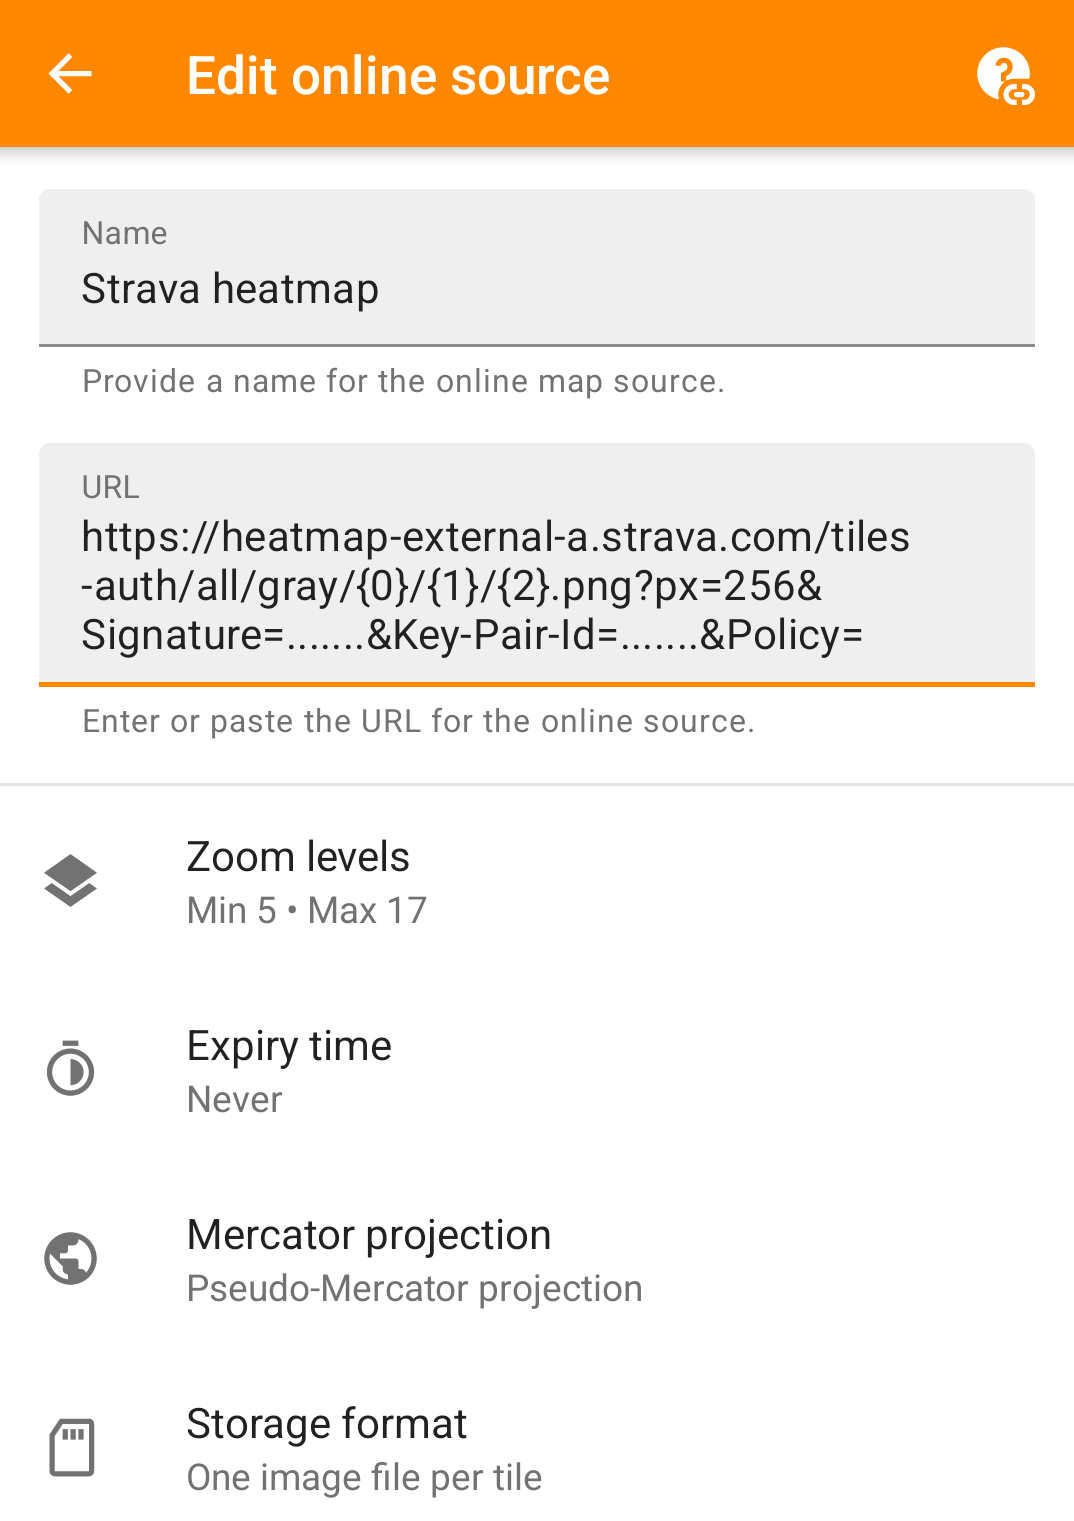 Edit online source
Name
Strava heatmap
Provide a name for the online map source.
URL
https://heatmap-external-a.strava.com/tiles
-auth/all/gray/{0}/{1}/{2}.png?px=256&
Signature=.......&Key-Pair-Id=.......&Policy=
Enter or paste the URL for the online source.
Zoom levels
Min 5 • Max 17
Expiry time
Never
Mercator projection
Pseudo-Mercator projection
Storage format
One image file per tile